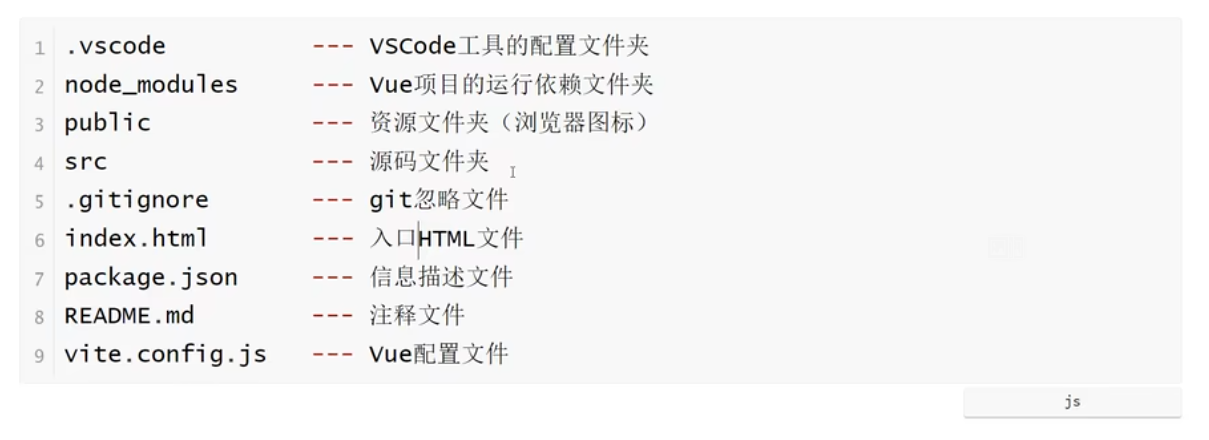 1 .vscode --- VSCode工具的配置文件夹
2 node_modules --- Vue项目的运行依赖文件夹
3 public --- 资源文件夹（浏览器图标）
4 src --- 源码文件夹
5 .gitignore --- git忽略文件
6 index.html --- 入口HTML文件
7 package.json --- 信息描述文件
8 README.md --- 注释文件
9 vite.config.js --- Vue配置文件
js